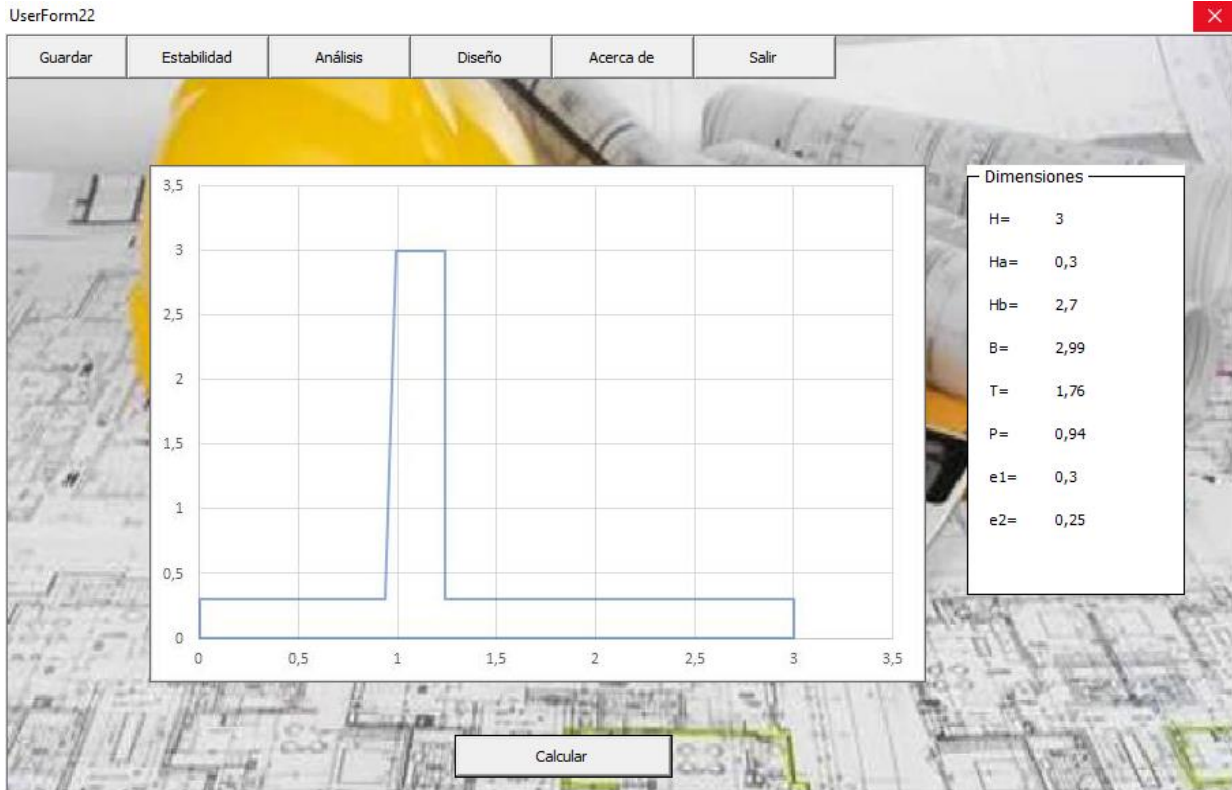 UserForm22
Guardar Estabilidad Análisis Diseño Acerca de Salir
3,5
3
2,5
2
1,5
1
0,5
0
0 0,5 1 1,5 2 2,5 3 3,5
Dimensiones
H= 3
Ha= 0,3
Hb= 2,7
B= 2,99
T= 1,76
P= 0,94
e1= 0,3
e2= 0,25
Calcular